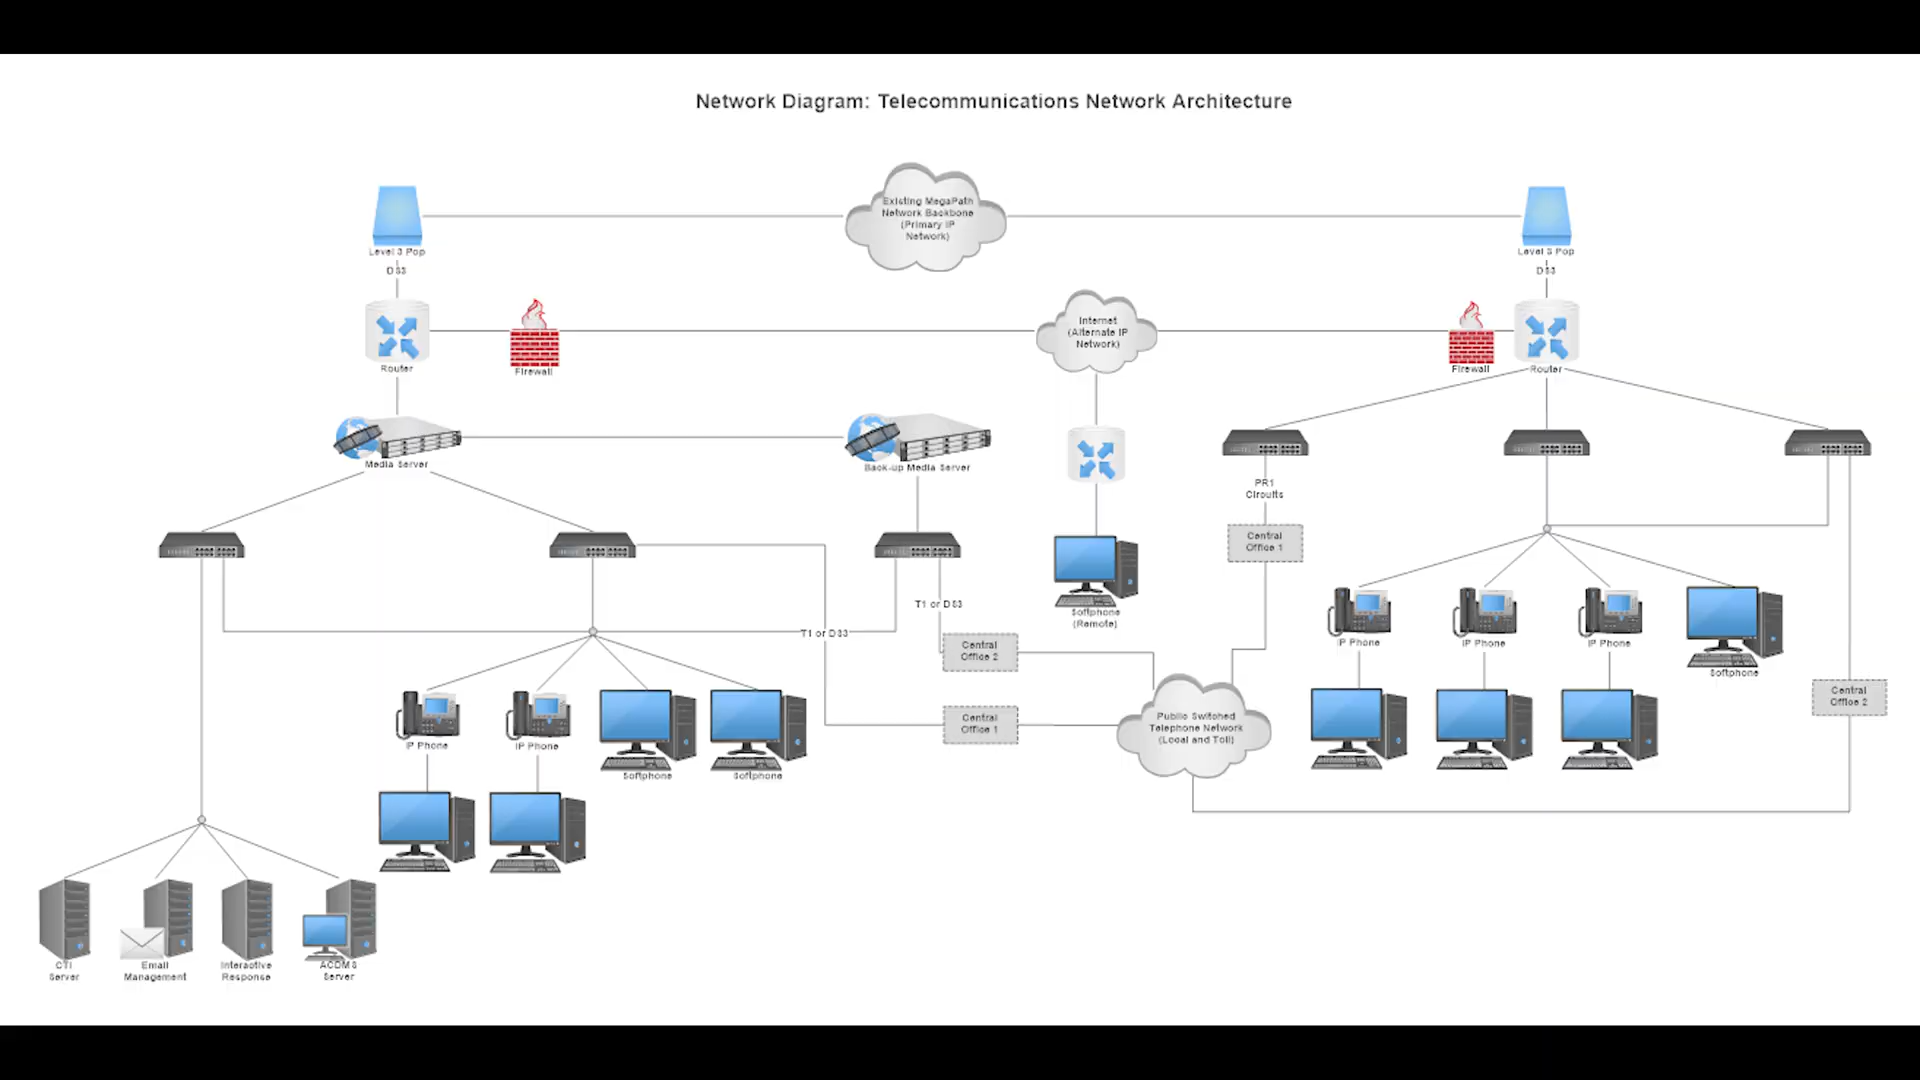 Network Diagram: Telecommunications Network Architecture
Existing MegaPath
Network Backbone
(Primary IP
Network)
Level 3 Pop
Level 3 Pop
DS3
DS3
Internet
(Alternate IP
Network)
Router
Firewall
Firewall
Router
Media Server
Back-up Media Server
PR1
Circuits
Central
Office 1
T1 or DS3
Softphone
(Remote)
T1 or DS3
Central
Office 2
IP Phone
IP Phone
IP Phone
Softphone
Central
Office 2
Central
Office 1
Public Switched
Telephone Network
(Local and Toll)
IP Phone
IP Phone
Softphone
Softphone
CTI
Server
Email
Management
Interactive
Response
ACDMS
Server